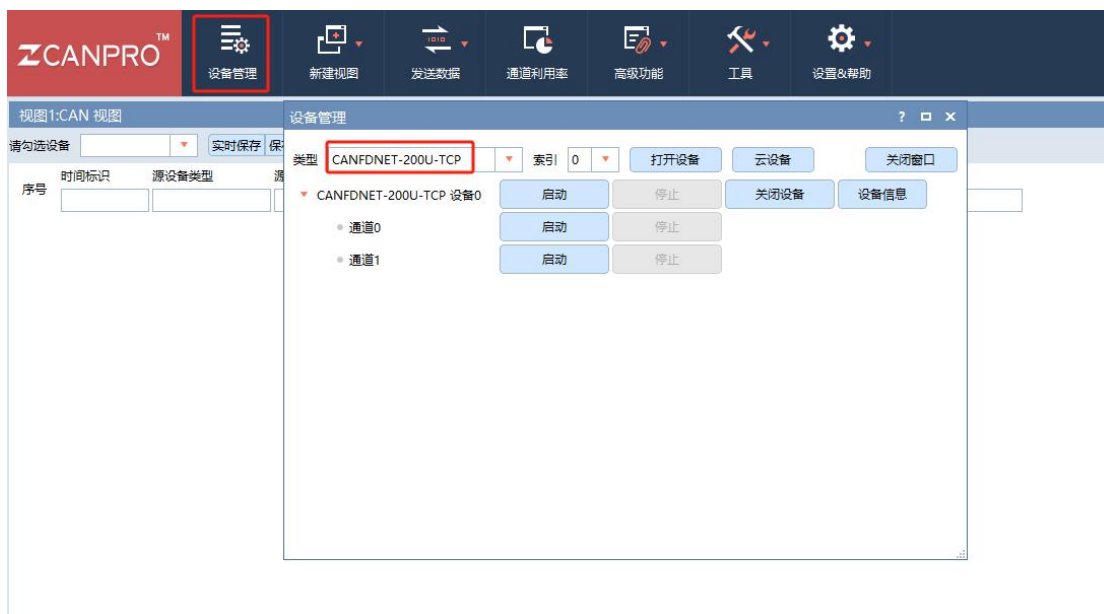 ZCANPRO™
设备管理 新建视图 发送数据 通道利用率 高级功能 工具 设置&帮助
视图1:CAN 视图
请勾选设备 实时保存
序号 时间标识 源设备类型
设备管理 ?
类型 CANFDNET-200U-TCP 索引 0 打开设备 云设备 关闭窗口
CANFDNET-200U-TCP 设备0 启动 停止 关闭设备 设备信息
通道0 启动 停止
通道1 启动 停止